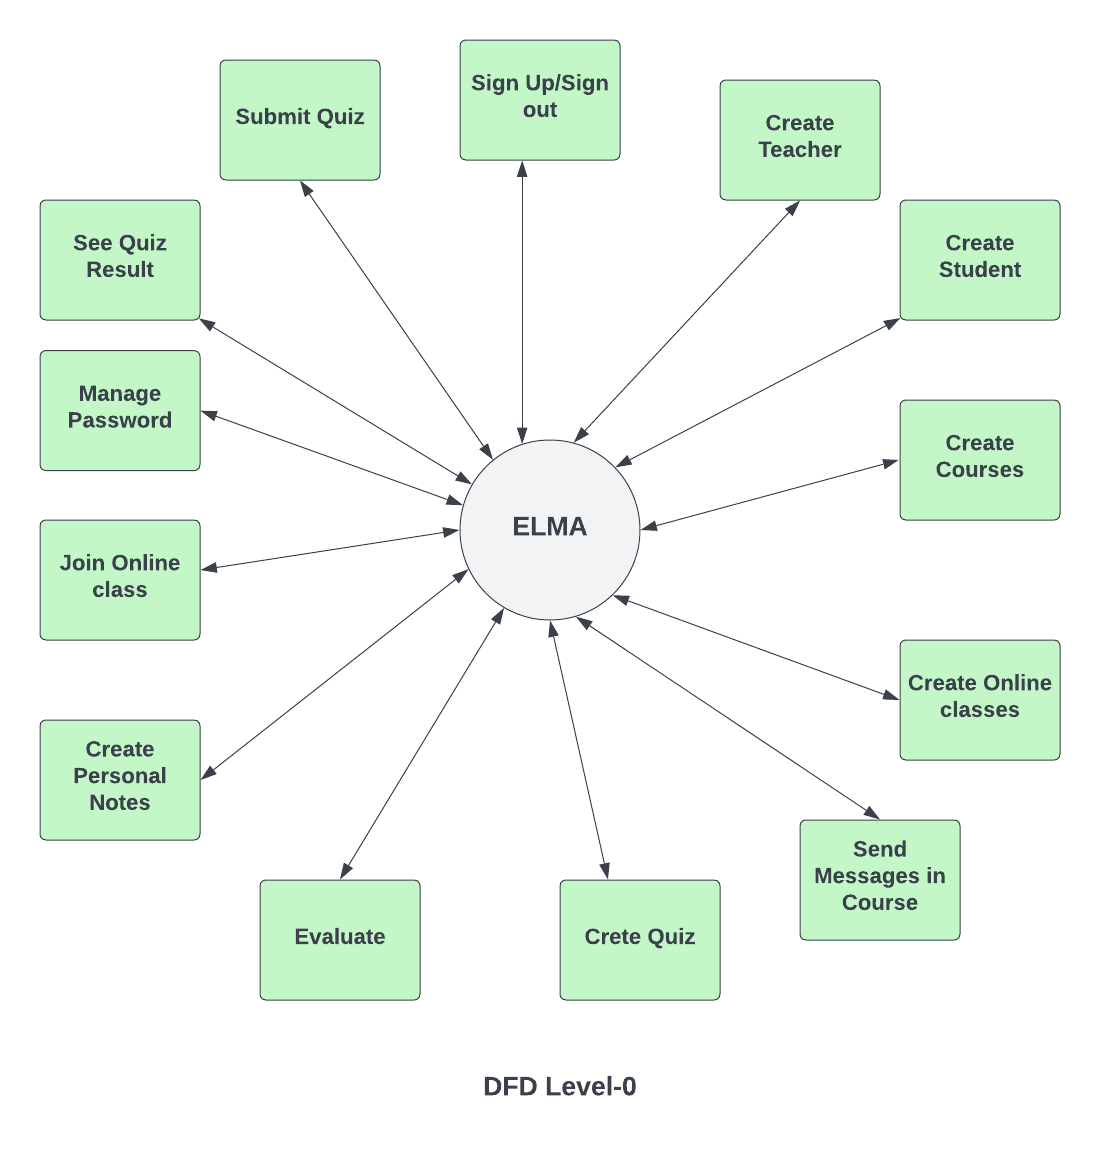 Sign Up/Sign
out
Submit Quiz
Create
Teacher
See Quiz
Result
Create
Student
Manage
Password
Create
Courses
ELMA
Join Online
class
Create Online
classes
Create
Personal
Notes
Send
Messages in
Course
Evaluate
Crete Quiz
DFD Level-0